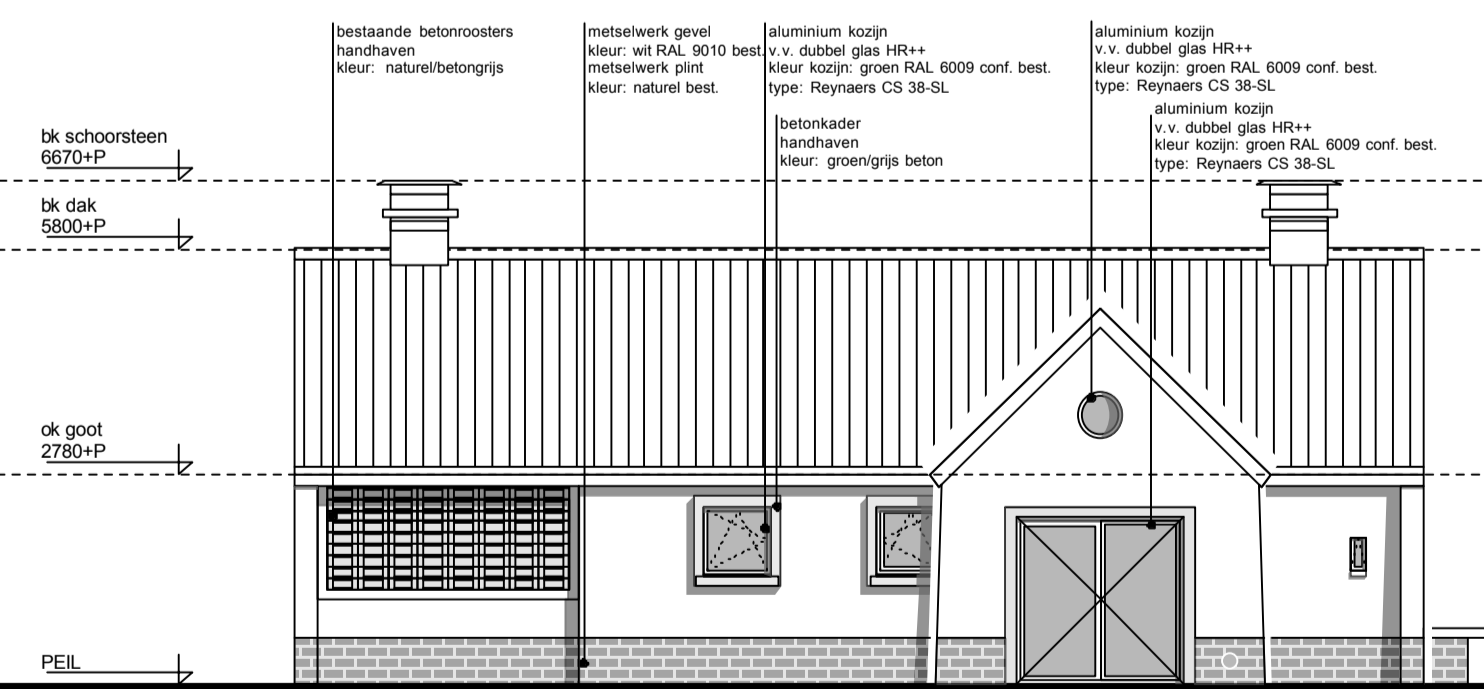 bestaande betonroosters
handhaven
kleur: naturel/betongrijs
metselwerk gevel
kleur: wit RAL 9010 best.
metselwerk plint
kleur: naturel best.
aluminium kozijn
v.v. dubbel glas HR++
kleur kozijn: groen RAL 6009 conf. best.
type: Reynaers CS 38-SL
betonkader
handhaven
kleur: groen/grijs beton
aluminium kozijn
v.v. dubbel glas HR++
kleur kozijn: groen RAL 6009 conf. best.
type: Reynaers CS 38-SL
aluminium kozijn
v.v. dubbel glas HR++
kleur kozijn: groen RAL 6009 conf. best.
type: Reynaers CS 38-SL
bk schoorsteen
6670+P
bk dak
5800+P
ok goot
2780+P
PEIL